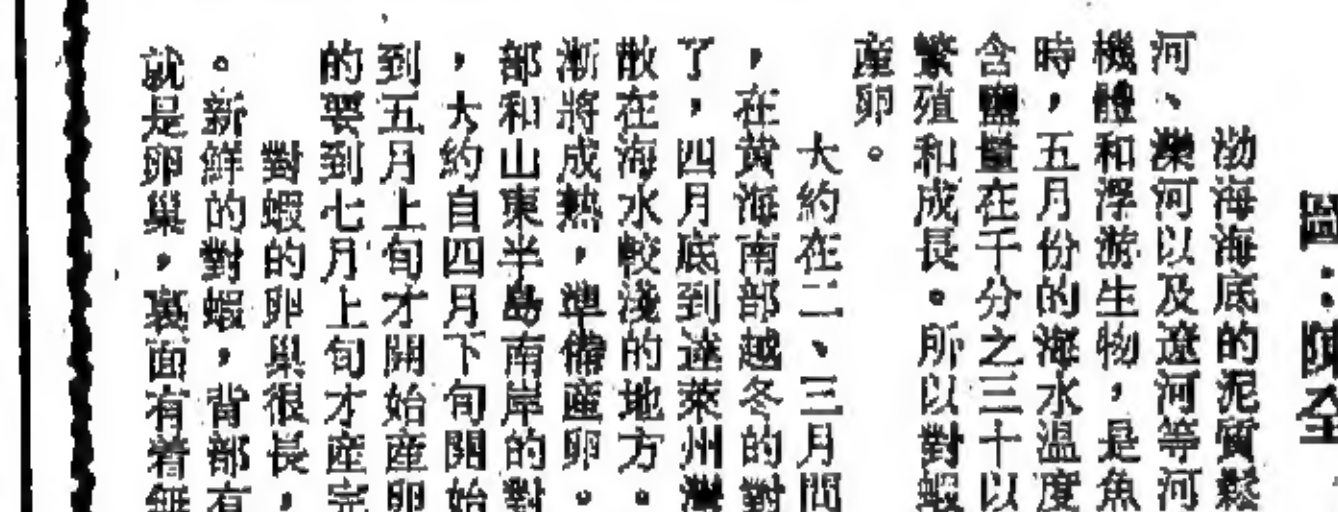 圖：陳全
渤海海底的泥質鬆
河、灤河以及遼河等河
機體和浮游生物，是魚
時，五月份的海水温度
含鹽量在千分之三十以
繁殖和成長。所以對蝦
產卵。
大約在二、三月間
，在黄海南部越冬的對
了，四月底到達萊州灣
散在海水較淺的地方。
漸將成熟，準備產卵。
部和山東半島南岸的對
，大約自四月下旬開始
到五月上旬才開始產卵
的要到七月上旬才產完
對蝦的卵巢很長，
。新鮮的對蝦，背部有
就是卵巢，裏面有着無